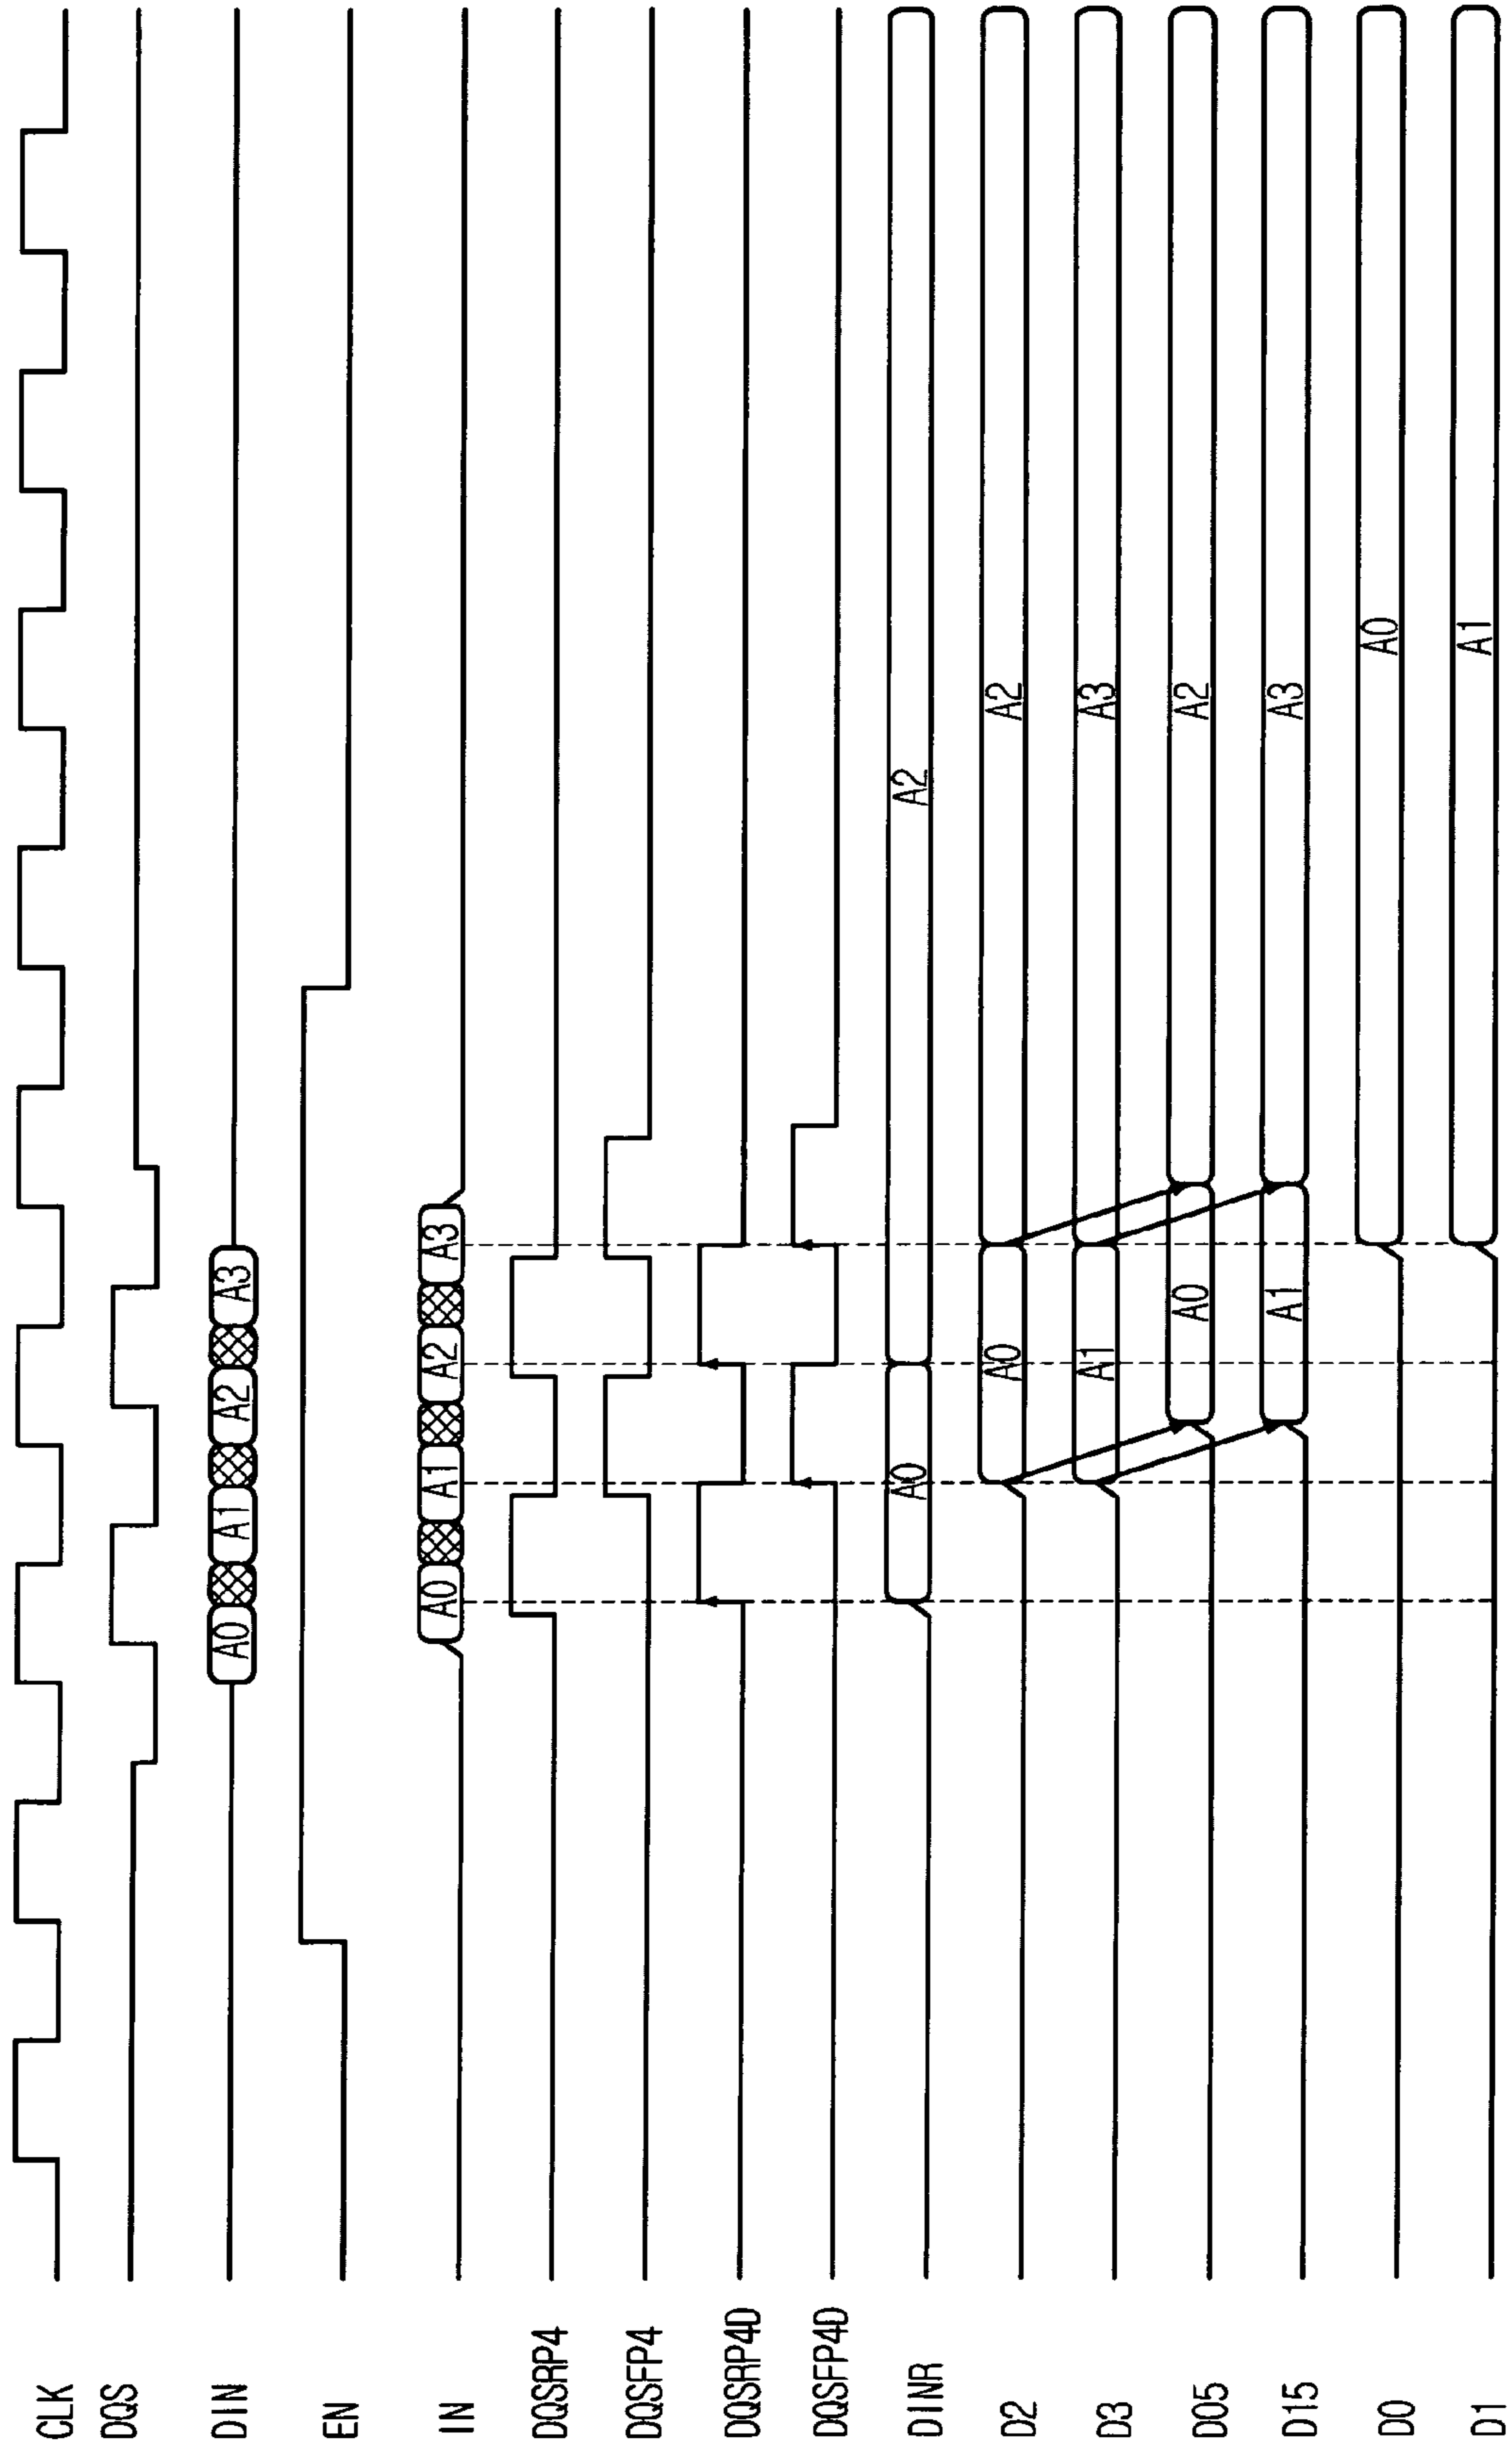 CLK
DQS
DIN A0 A1 A2 A3
EN
IN A0 A1 A2 A3
DQSRP4
DQSFP4
DQSRP4D
DQSFP4D
DINR A0 A2
D2 A0 A2
D3 A1 A3
D05 A0 A2
D15 A1 A3
D0 A0
D1 A1